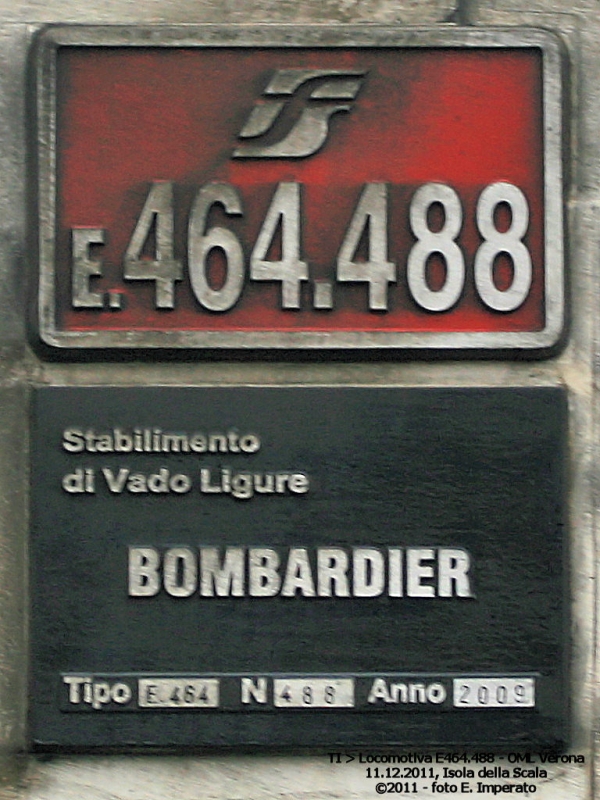 E.464.488
Stabilimento
di Vado Ligure
BOMBARDIER
Tipo E.464 N 488 Anno 2009
TI > Locomotiva E464.488 - OML Verona
11.12.2011, Isola della Scala
©2011 - foto E. Imperato